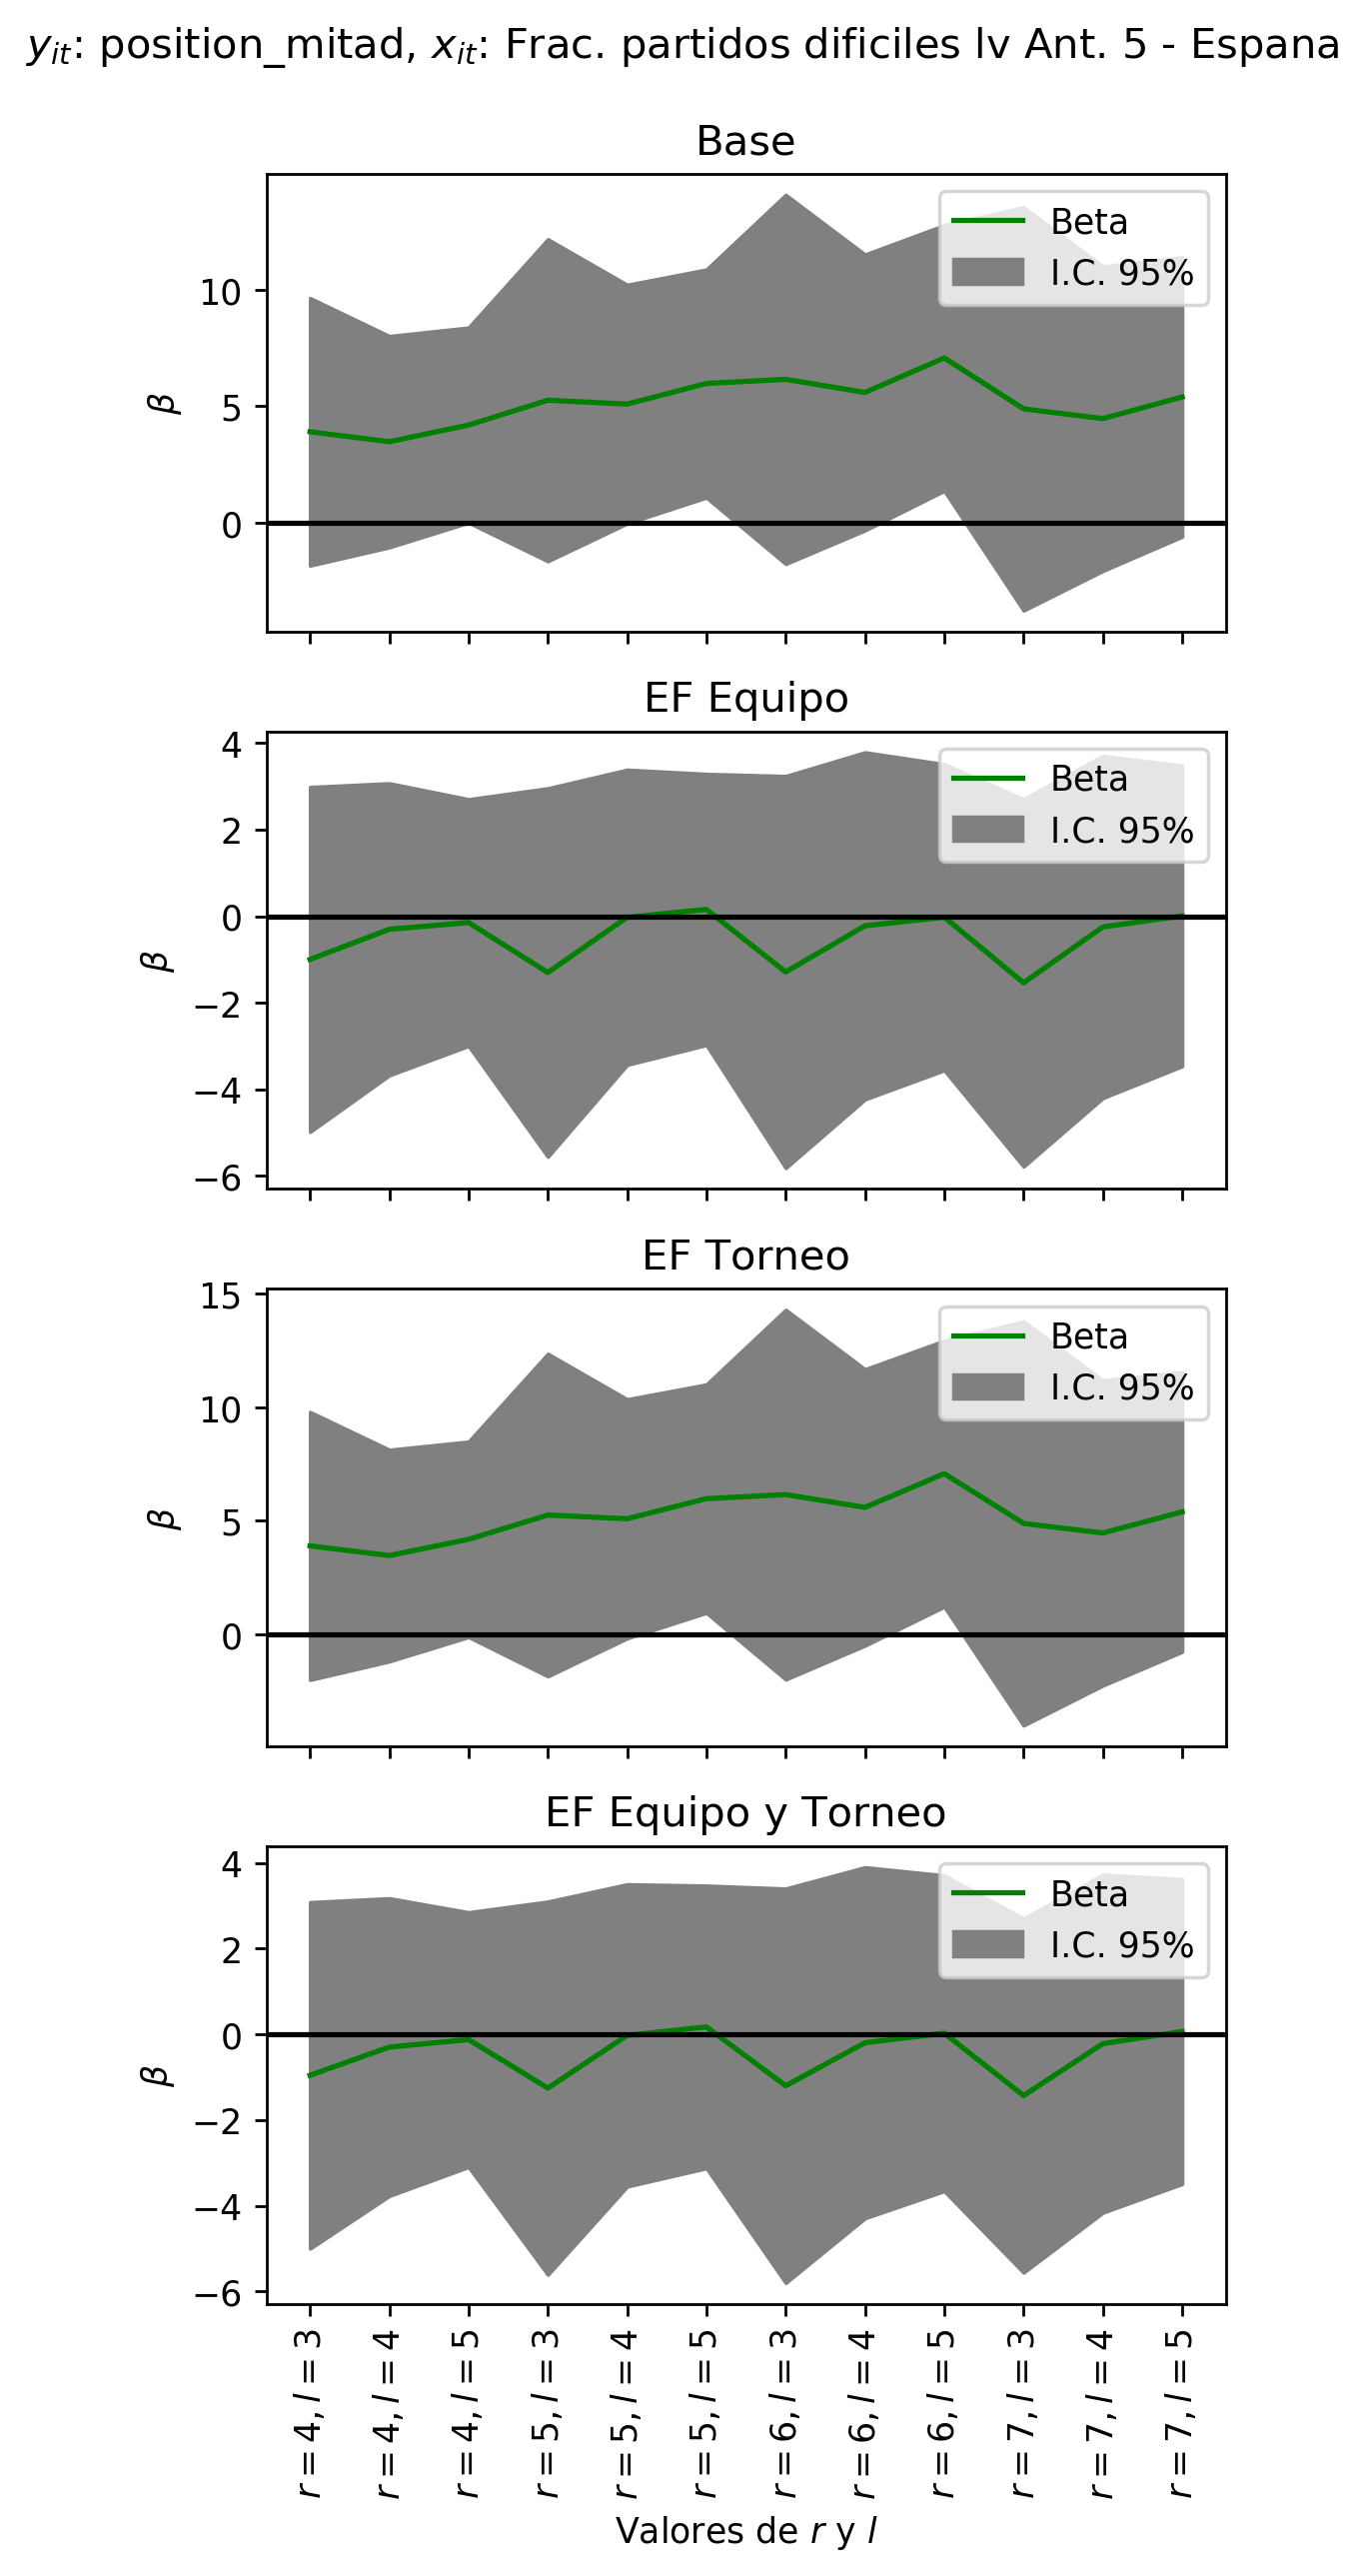 y_it: position_mitad, x_it: Frac. partidos dificiles lv Ant. 5 - Espana
Base
Beta
I.C. 95%
10
5
0
β
EF Equipo
Beta
I.C. 95%
4
2
0
−2
−4
−6
β
EF Torneo
Beta
I.C. 95%
15
10
5
0
β
EF Equipo y Torneo
Beta
I.C. 95%
4
2
0
−2
−4
−6
β
r = 4, l = 3
r = 4, l = 4
r = 4, l = 5
r = 5, l = 3
r = 5, l = 4
r = 5, l = 5
r = 6, l = 3
r = 6, l = 4
r = 6, l = 5
r = 7, l = 3
r = 7, l = 4
r = 7, l = 5
Valores de r y l